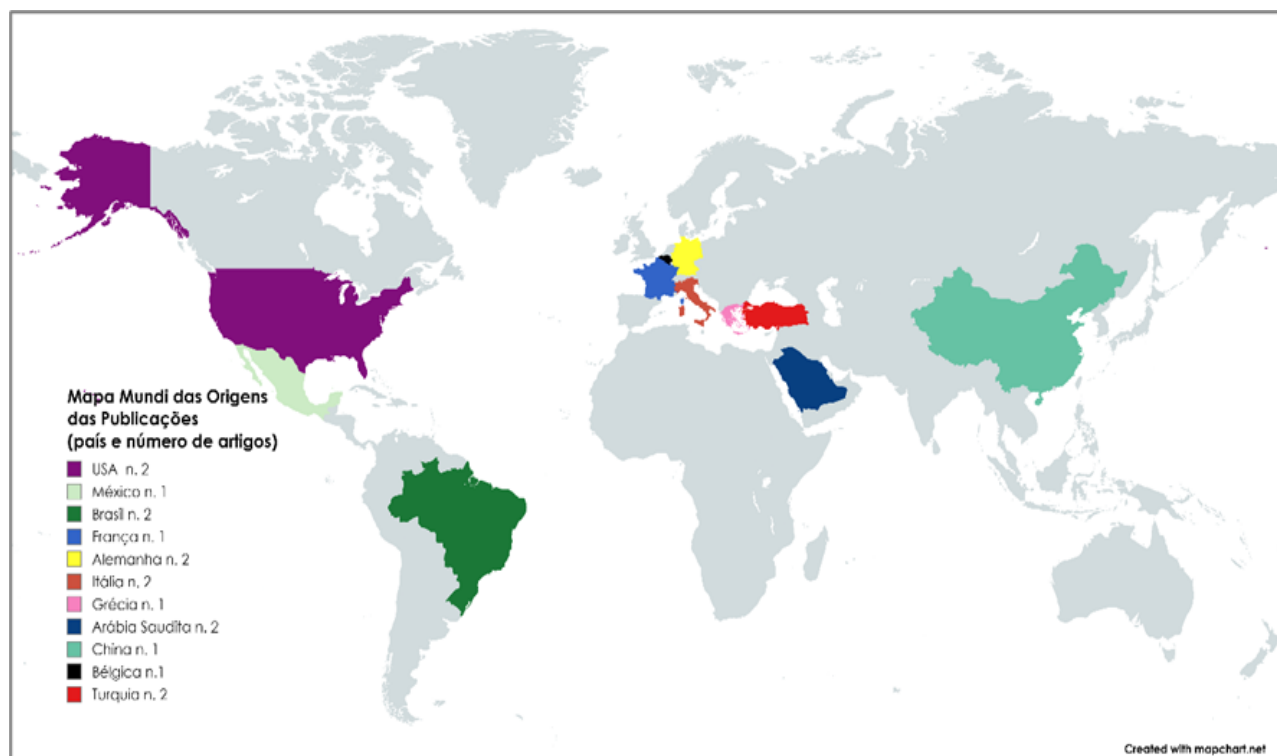 Mapa Mundi das Origens
das Publicações
(país e número de artigos)
USA n. 2
México n. 1
Brasil n. 2
França n. 1
Alemanha n. 2
Itália n. 2
Grécia n. 1
Arábia Saudita n. 2
China n. 1
Bélgica n.1
Turquia n. 2
Created with mapchart.net